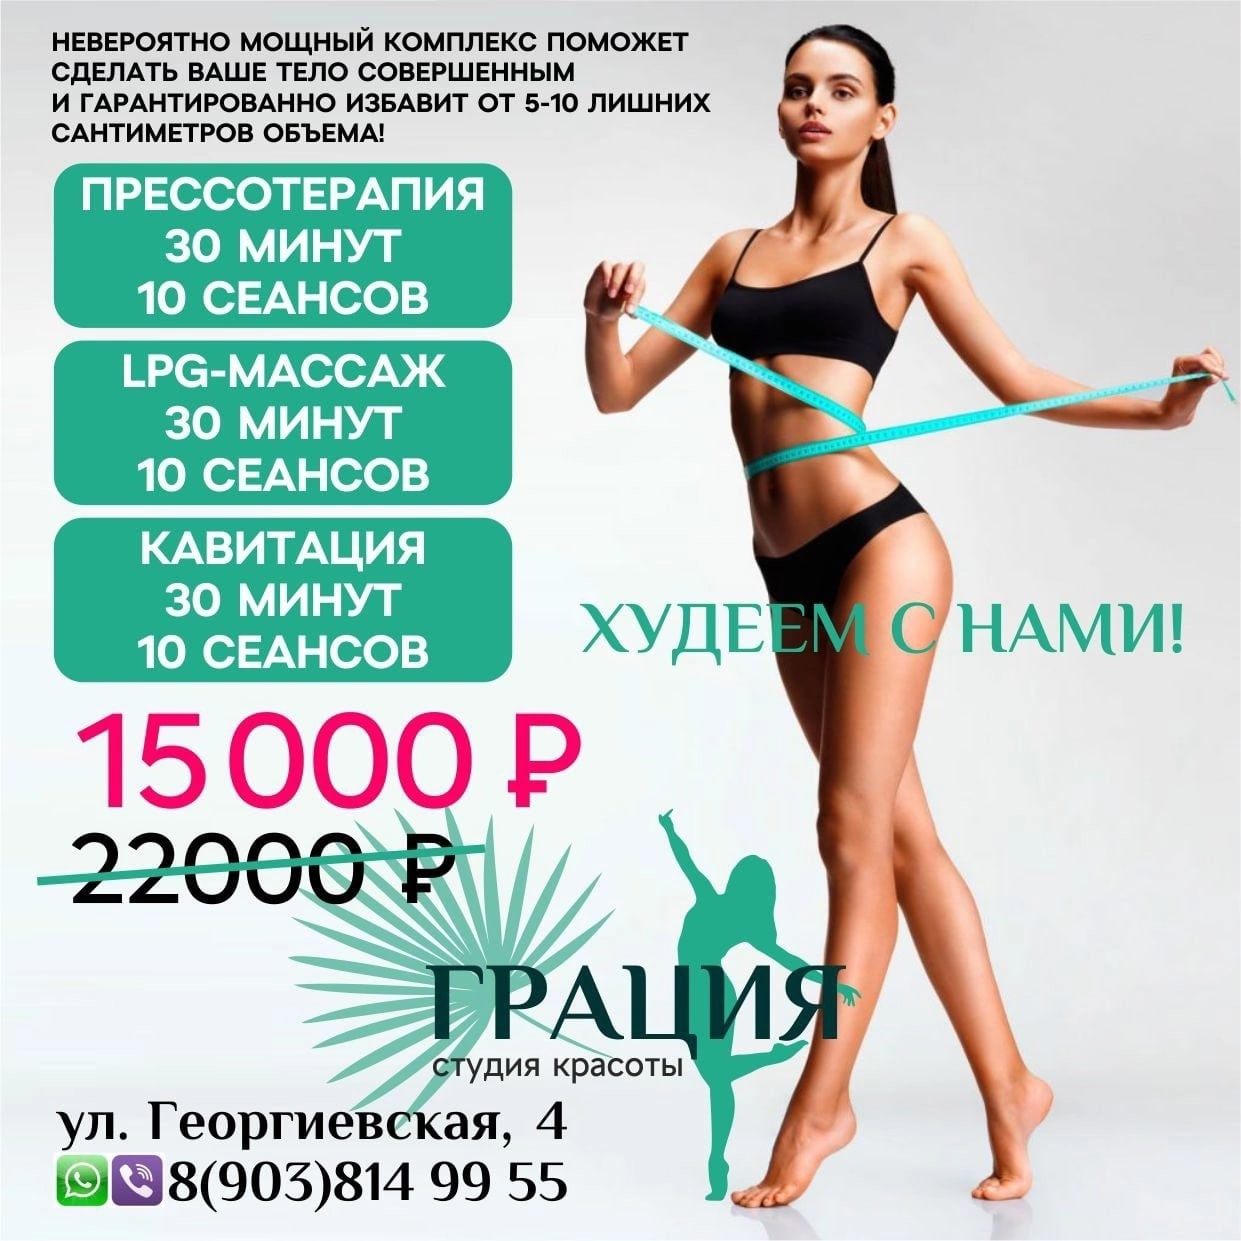 НЕВЕРОЯТНО МОЩНЫЙ КОМПЛЕКС ПОМОЖЕТ
СДЕЛАТЬ ВАШЕ ТЕЛО СОВЕРШЕННЫМ
И ГАРАНТИРОВАННО ИЗБАВИТ ОТ 5-10 ЛИШНИХ
САНТИМЕТРОВ ОБЪЕМА!
ПРЕССОТЕРАПИЯ
30 МИНУТ
10 СЕАНСОВ
LPG-МАССАЖ
30 МИНУТ
10 СЕАНСОВ
КАВИТАЦИЯ
30 МИНУТ
10 СЕАНСОВ
ХУДЕЕМ С НАМИ!
15 000 ₽
22000 ₽
ГРАЦИЯ
студия красоты
ул. Георгиевская, 4
8(903)814 99 55